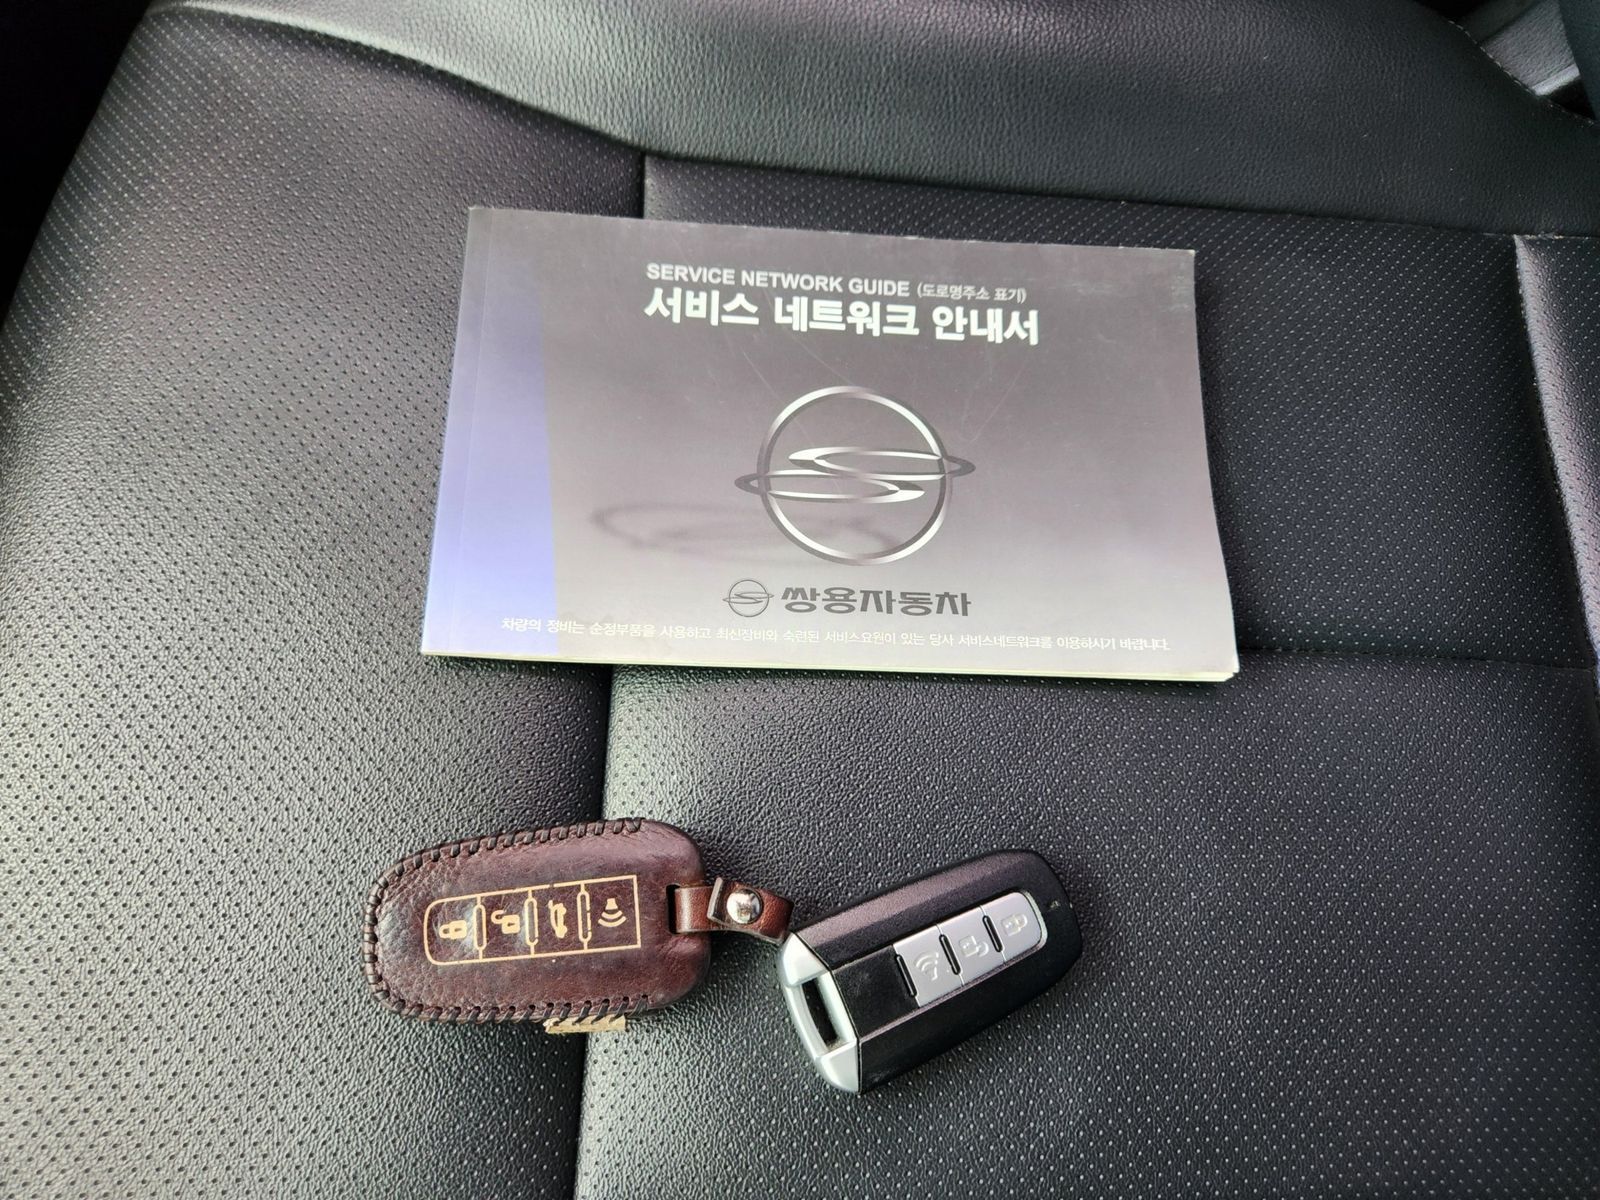 SERVICE NETWORK GUIDE (도로명주소 표기)
서비스 네트워크 안내서
쌍용자동차
차량의 정비는 순정부품을 사용하고 최신장비와 숙련된 서비스요원이 있는 당사 서비스네트워크를 이용하시기 바랍니다.